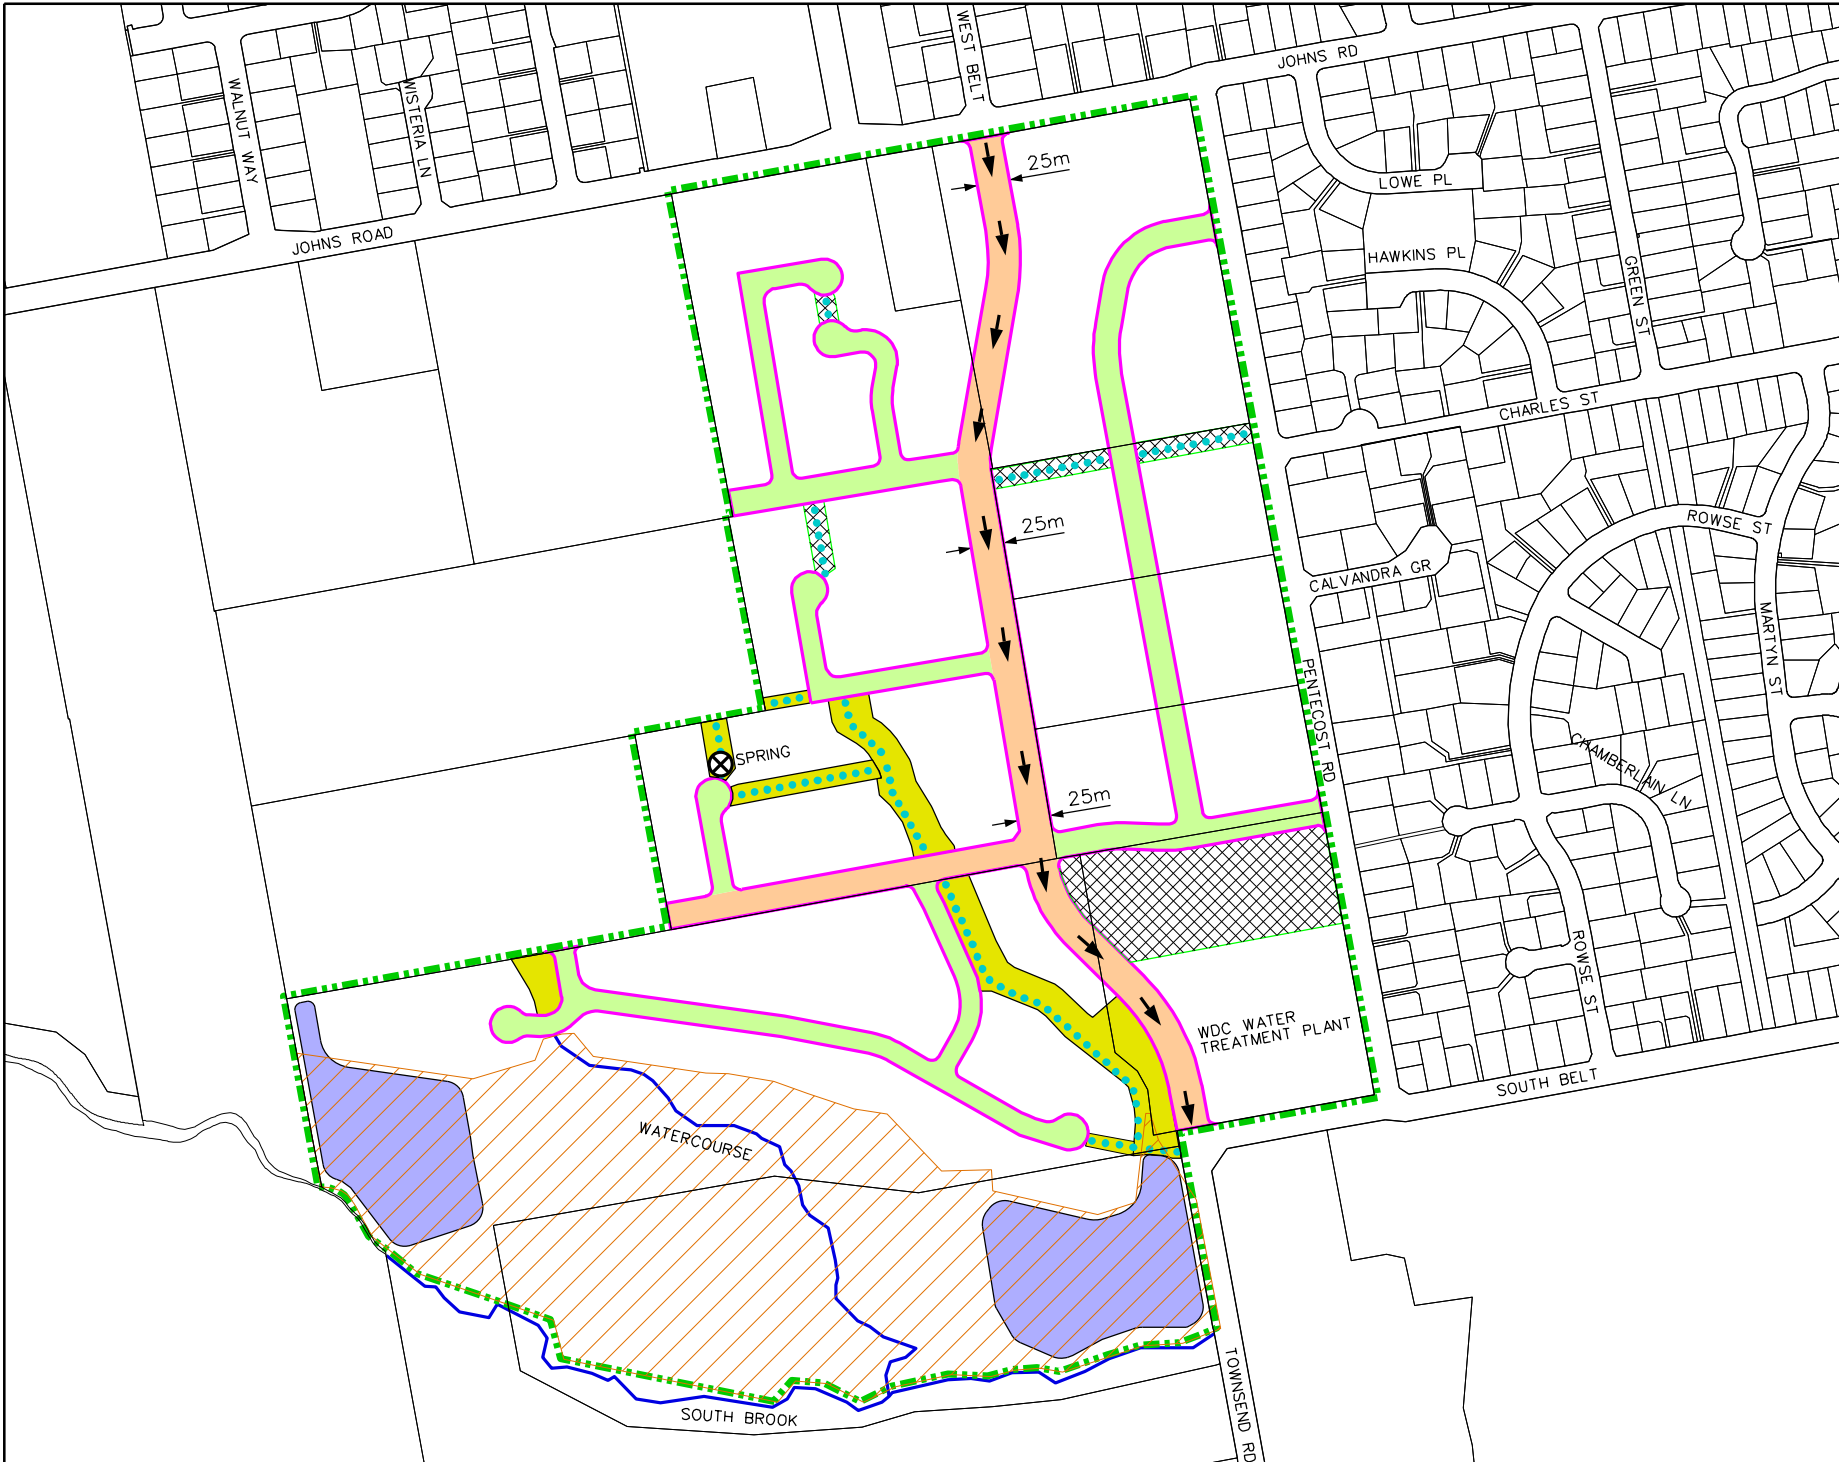 WEST BELT
JOHNS RD
WALNUT WAY
WISTERIA LN
25m
LOWE PL
JOHNS ROAD
HAWKINS PL
GREEN ST
CHARLES ST
25m
ROWSE ST
CALVANDRA GR
MARTYN ST
PENTECOST RD
SPRING
CHAMBERLAIN LN
25m
ROWSE ST
WDC WATER
TREATMENT PLANT
SOUTH BELT
WATERCOURSE
TOWNSEND RD
SOUTH BROOK